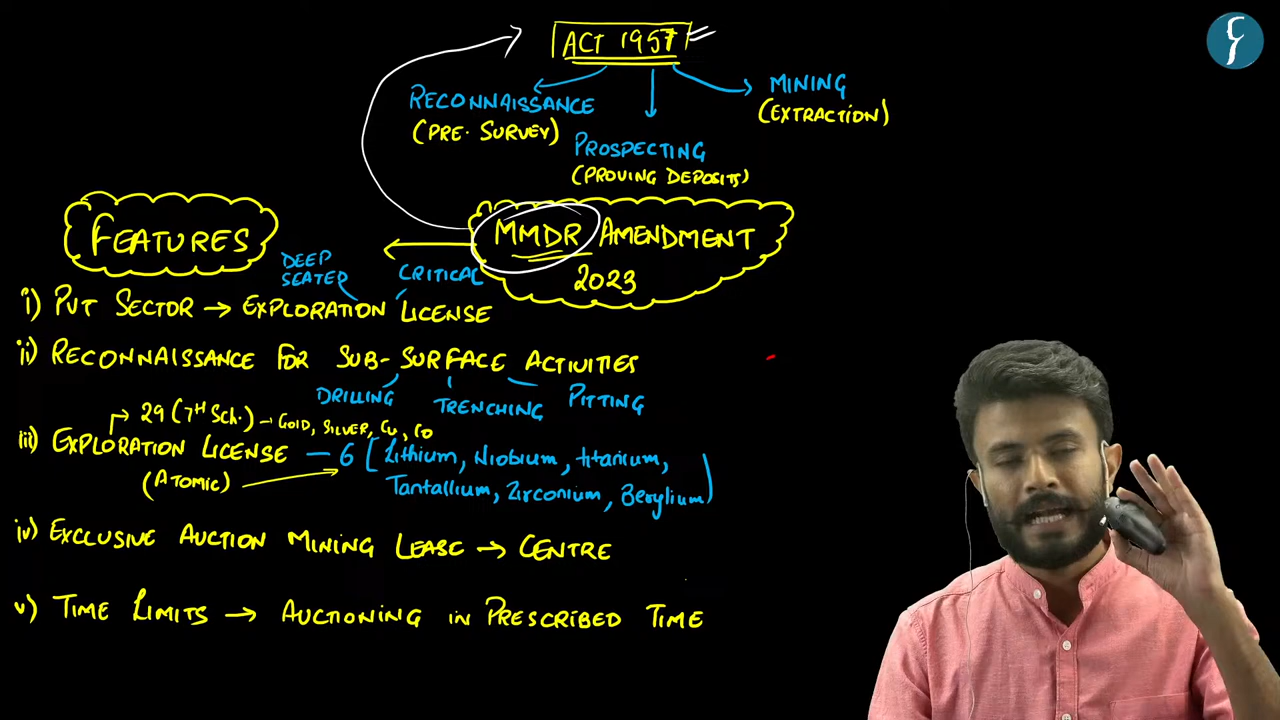 ACT 1957
RECONNAISSANCE
(PRE-SURVEY)
PROSPECTING
(PROVING DEPOSITS)
MINING
(EXTRACTION)
MMDR AMENDMENT
2023
FEATURES
DEEP
SEATER
CRITICAL
i) PVT SECTOR → EXPLORATION LICENSE
ii) RECONNAISSANCE FOR SUB-SURFACE ACTIVITIES
DRILLING TRENCHING PITTING
29 (7TH Sch.) - GOLD, SILVER, Cu, CO
iii) EXPLORATION LICENSE - 6 [Lithium, Niobium, titanium,
(ATOMIC) Tantallium, Zirconium, Berylium]
iv) EXCLUSIVE AUCTION MINING LEASE → CENTRE
v) TIME LIMITS → AUCTIONING IN PRESCRIBED TIME